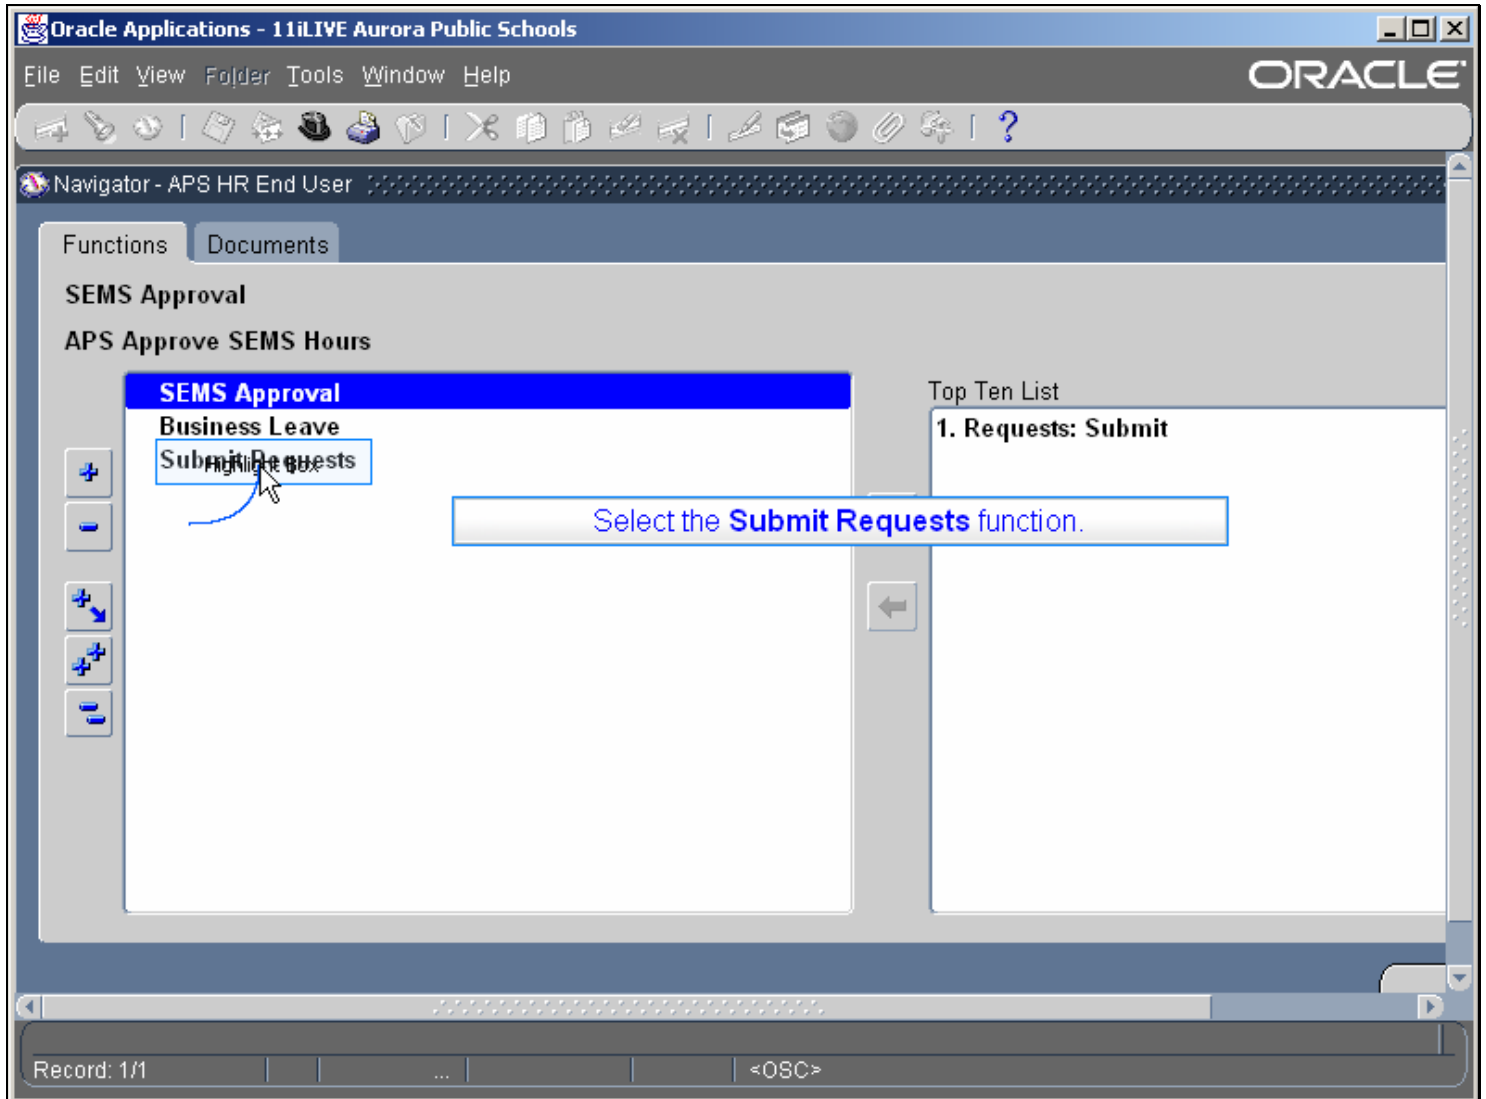 Oracle Applications - 11iLIVE Aurora Public Schools
File Edit View Folder Tools Window Help
ORACLE
Navigator - APS HR End User
Functions Documents
SEMS Approval
APS Approve SEMS Hours
SEMS Approval
Business Leave
Submit Requests
Highlight Box
Top Ten List
1. Requests: Submit
Select the Submit Requests function.
Record: 1/1 ... <OSC>